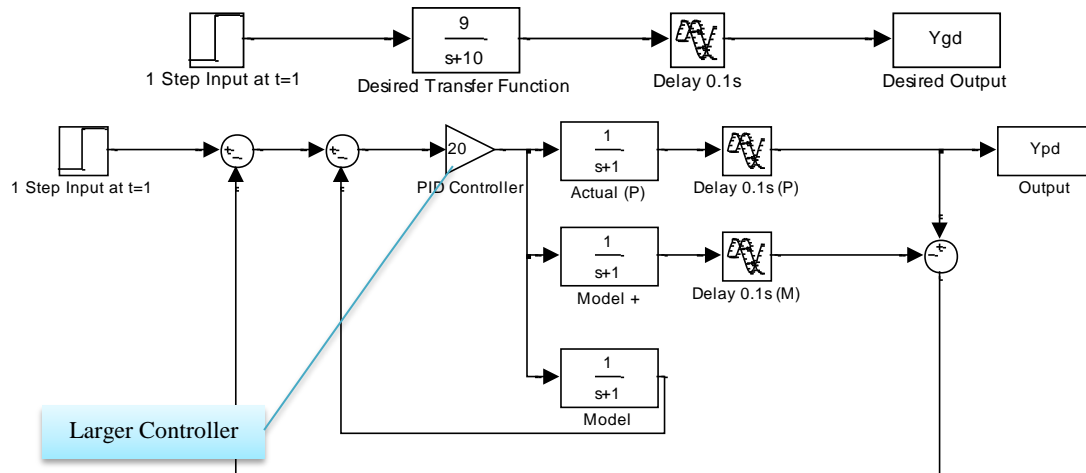 9
s+10
Ygd
1 Step Input at t=1
Desired Transfer Function
Delay 0.1s
Desired Output
20
1
s+1
Ypd
1 Step Input at t=1
PID Controller
Actual (P)
Delay 0.1s (P)
Output
1
s+1
Model +
Delay 0.1s (M)
1
s+1
Model
Larger Controller